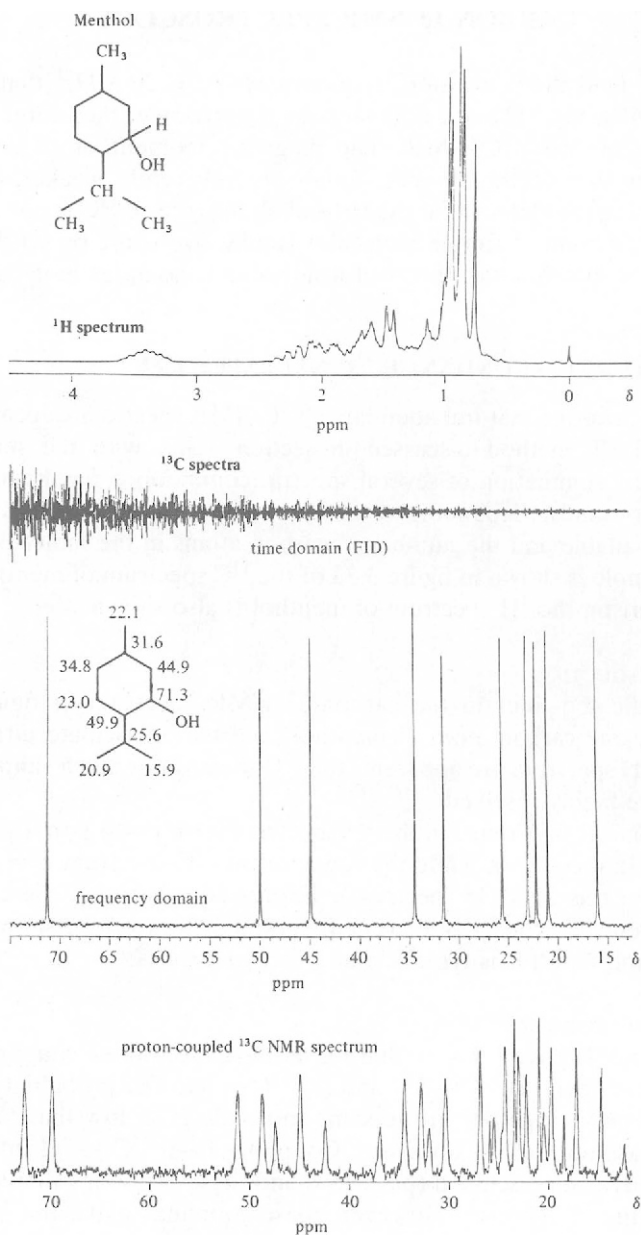 Menthol
CH3
H
OH
CH
CH3 CH3
¹H spectrum
4 3 2 1 0 δ
ppm
¹³C spectra
time domain (FID)
22.1
31.6
34.8 44.9
23.0 71.3
49.9 OH
25.6
20.9 15.9
frequency domain
70 65 60 55 50 45 40 35 30 25 20 15 δ
ppm
proton-coupled ¹³C NMR spectrum
70 60 50 40 30 20 δ
ppm